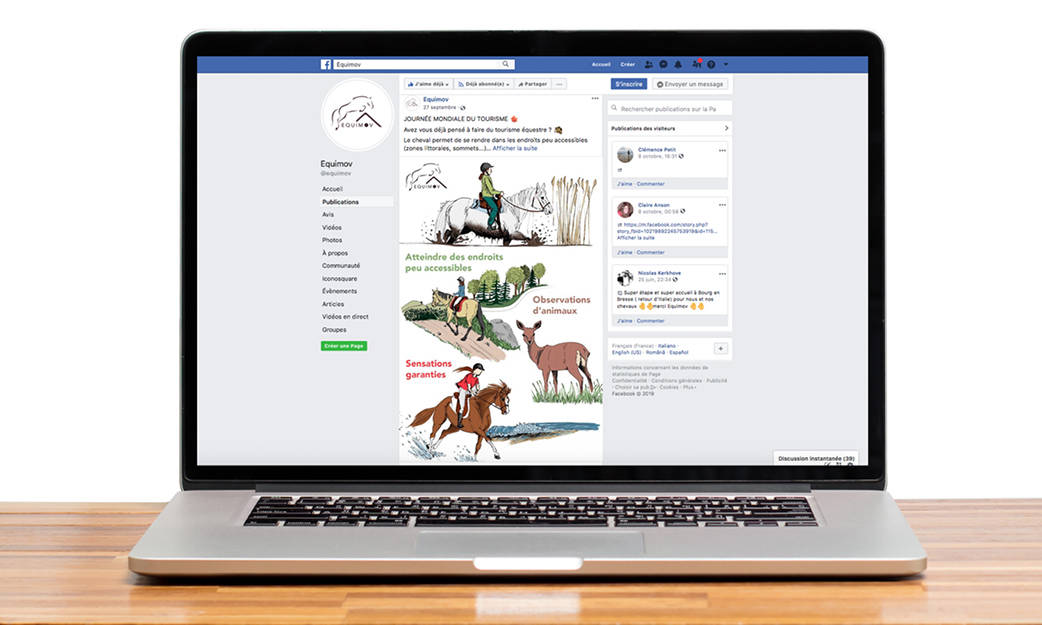 Equimov
Accueil Créer
EQUIMOV
Equimov
@equimov
Accueil
Publications
Avis
Vidéos
Photos
À propos
Communauté
Iconosquare
Évènements
Articles
Vidéos en direct
Groupes
Créer une Page
J'aime déjà Déjà abonné(e) Partager ...
Equimov
27 septembre
JOURNÉE MONDIALE DU TOURISME
Avez vous déjà pensé à faire du tourisme équestre ?
Le cheval permet de se rendre dans les endroits peu accessibles
(zones littorales, sommets...)... Afficher la suite
EQUIMOV
Atteindre des endroits
peu accessibles
Observations
d'animaux
Sensations
garanties
S'inscrire Envoyer un message
Rechercher publications sur la Pa
Publications des visiteurs
Clémence Petit
8 octobre, 16:31
J'aime · Commenter
Claire Anson
6 octobre, 00:56
https://m.facebook.com/story.php?
Afficher la suite
J'aime · Commenter
Nicolas Kerkhove
25 juin, 22:34
Super étape et super accueil à Bourg en
Bresse ( retour d'Italie) pour nous et nos
chevaux merci Equimov
J'aime · Commenter
Français (France) · Italiano ·
English (US) · Română · Español
Informations concernant les données de
statistiques de Page
Confidentialité · Conditions générales · Publicité
· Choisir sa pub · Cookies · Plus
Facebook © 2019
Discussion instantanée (39)